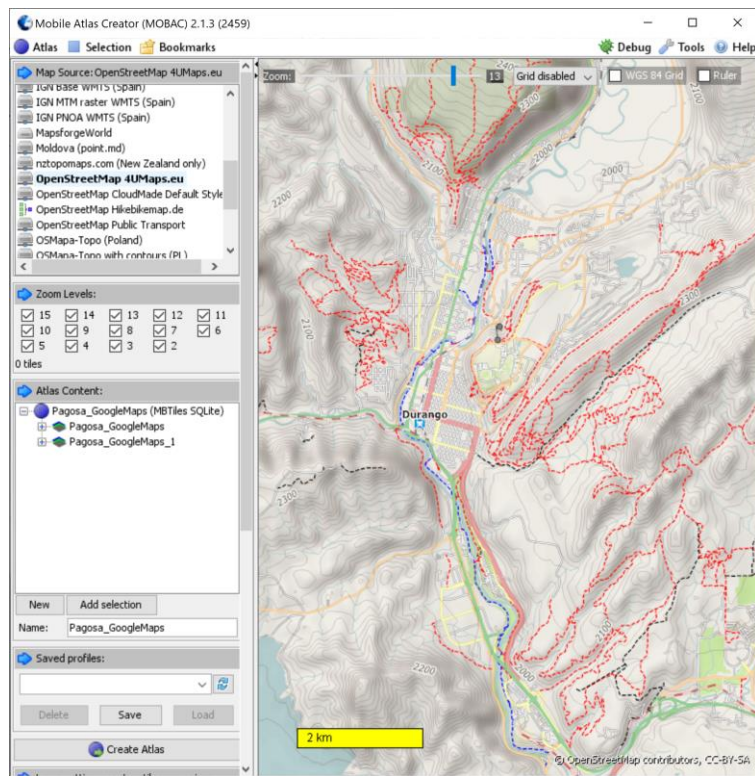 Mobile Atlas Creator (MOBAC) 2.1.3 (2459)
Atlas Selection Bookmarks Debug Tools Help
Map Source: OpenStreetMap 4UMaps.eu
IGN Base WMTS (Spain)
IGN MTM raster WMTS (Spain)
IGN PNOA WMTS (Spain)
MapsforgeWorld
Moldova (point.md)
nztopomaps.com (New Zealand only)
OpenStreetMap 4UMaps.eu
OpenStreetMap CloudMade Default Style
OpenStreetMap Hikebikemap.de
OpenStreetMap Public Transport
OSMapa-Topo (Poland)
OSMapa-Topo with contours (PL)
Zoom Levels:
15 14 13 12 11
10 9 8 7 6
5 4 3 2
0 tiles
Atlas Content:
Pagosa_GoogleMaps (MBTiles SQLite)
Pagosa_GoogleMaps
Pagosa_GoogleMaps_1
New Add selection
Name: Pagosa_GoogleMaps
Saved profiles:
Delete Save Load
Create Atlas
Zoom: 13 Grid disabled WGS 84 Grid Ruler
2400
2300
2200
2100
2000
2000
2200
2100
2300
Durango
2300
2100
2200
2000
2 km
© OpenStreetMap contributors, CC-BY-SA